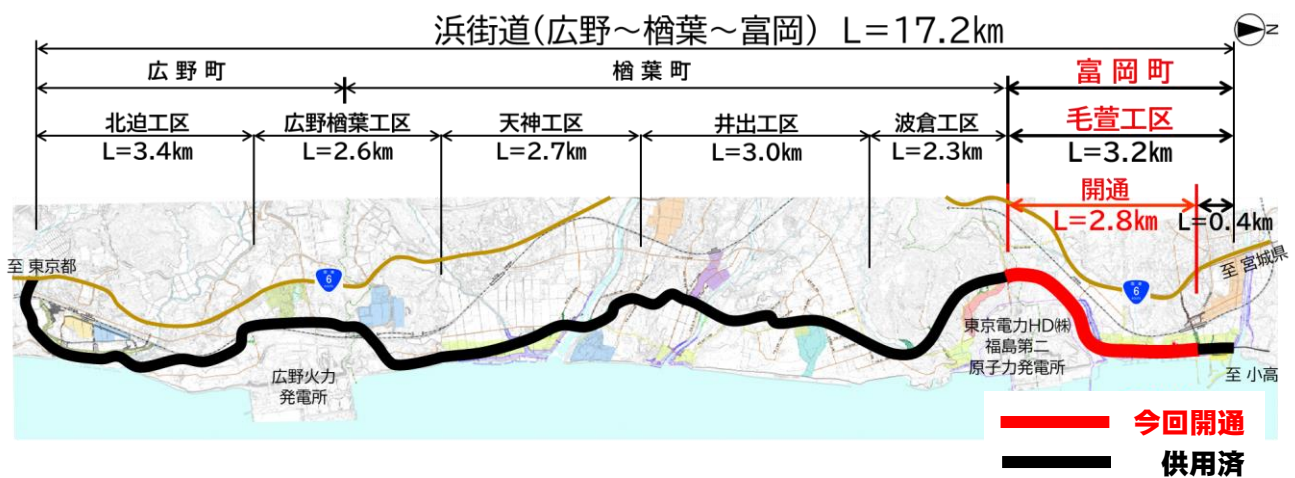 浜街道(広野～楢葉～富岡) L=17.2㎞
N
広 野 町
楢 葉 町
富 岡 町
北迫工区
L=3.4㎞
広野楢葉工区
L=2.6㎞
天神工区
L=2.7㎞
井出工区
L=3.0㎞
波倉工区
L=2.3㎞
毛萱工区
L=3.2㎞
開通
L=2.8㎞
L=0.4㎞
至 東京都
6
6
至 宮城県
広野火力
発電所
東京電力HD㈱
福島第二
原子力発電所
至 小高
今回開通
供用済